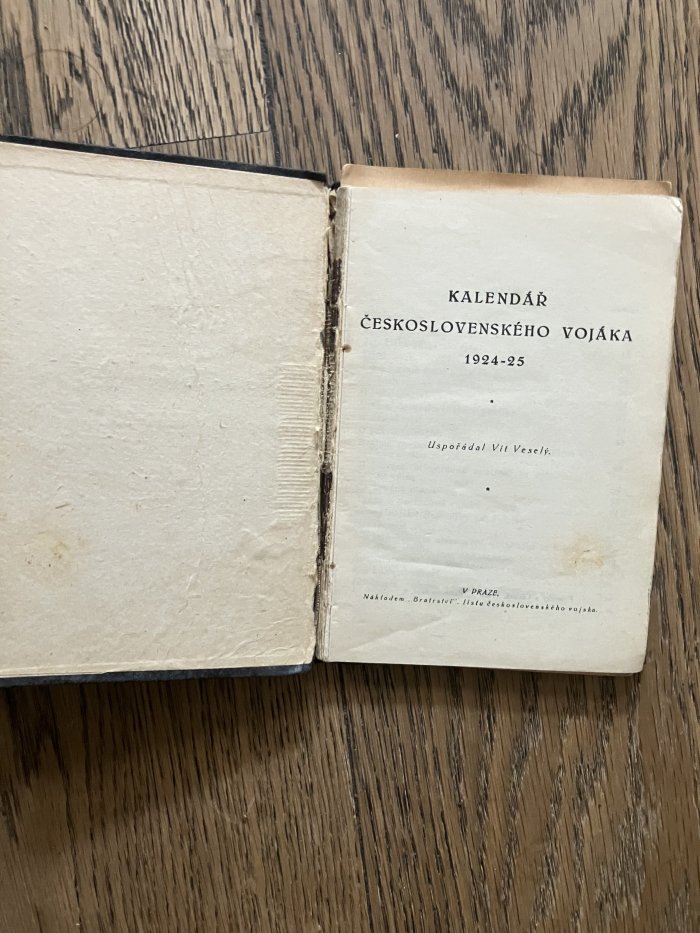 KALENDÁŘ
ČESKOSLOVENSKÉHO VOJÁKA
1924-25
Uspořádal Vít Veselý.
V PRAZE.
Nákladem „Bratrství“, listu československého vojska.